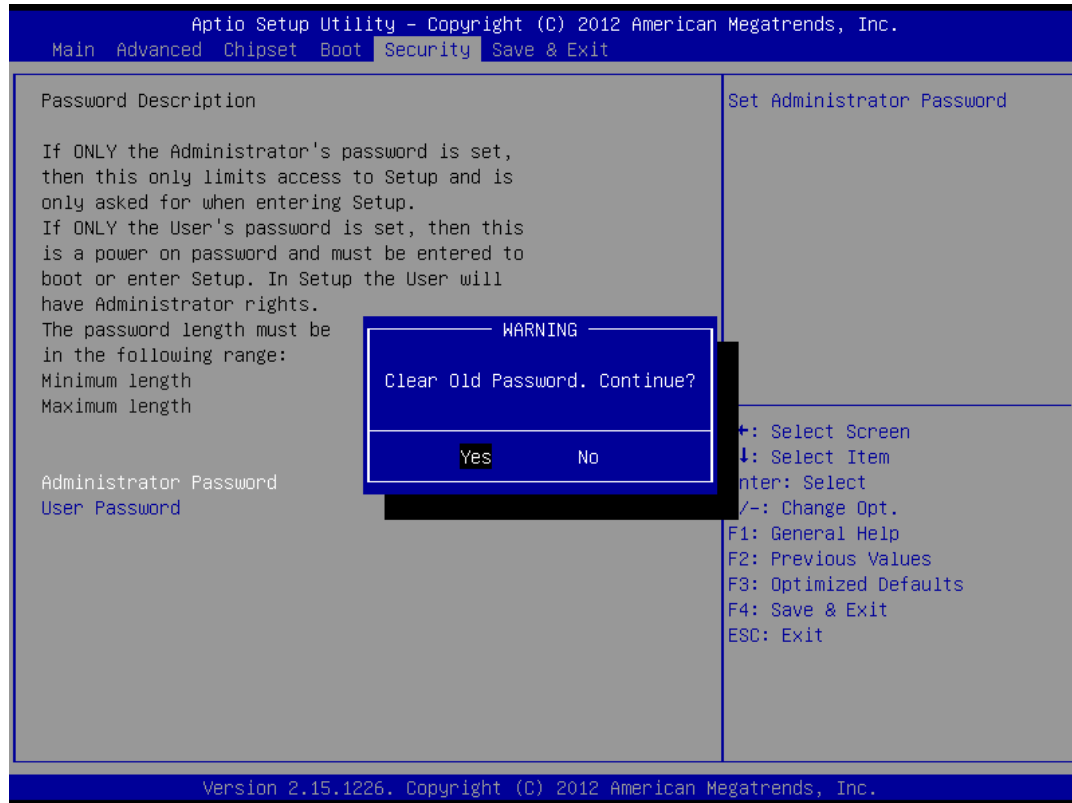 Aptio Setup Utility – Copyright (C) 2012 American Megatrends, Inc.
Main Advanced Chipset Boot Security Save & Exit
Password Description
If ONLY the Administrator's password is set,
then this only limits access to Setup and is
only asked for when entering Setup.
If ONLY the User's password is set, then this
is a power on password and must be entered to
boot or enter Setup. In Setup the User will
have Administrator rights.
The password length must be
in the following range:
Minimum length
Maximum length
Administrator Password
User Password
WARNING
Clear Old Password. Continue?
Yes No
Set Administrator Password
: Select Screen
: Select Item
nter: Select
/-: Change Opt.
F1: General Help
F2: Previous Values
F3: Optimized Defaults
F4: Save & Exit
ESC: Exit
Version 2.15.1226. Copyright (C) 2012 American Megatrends, Inc.